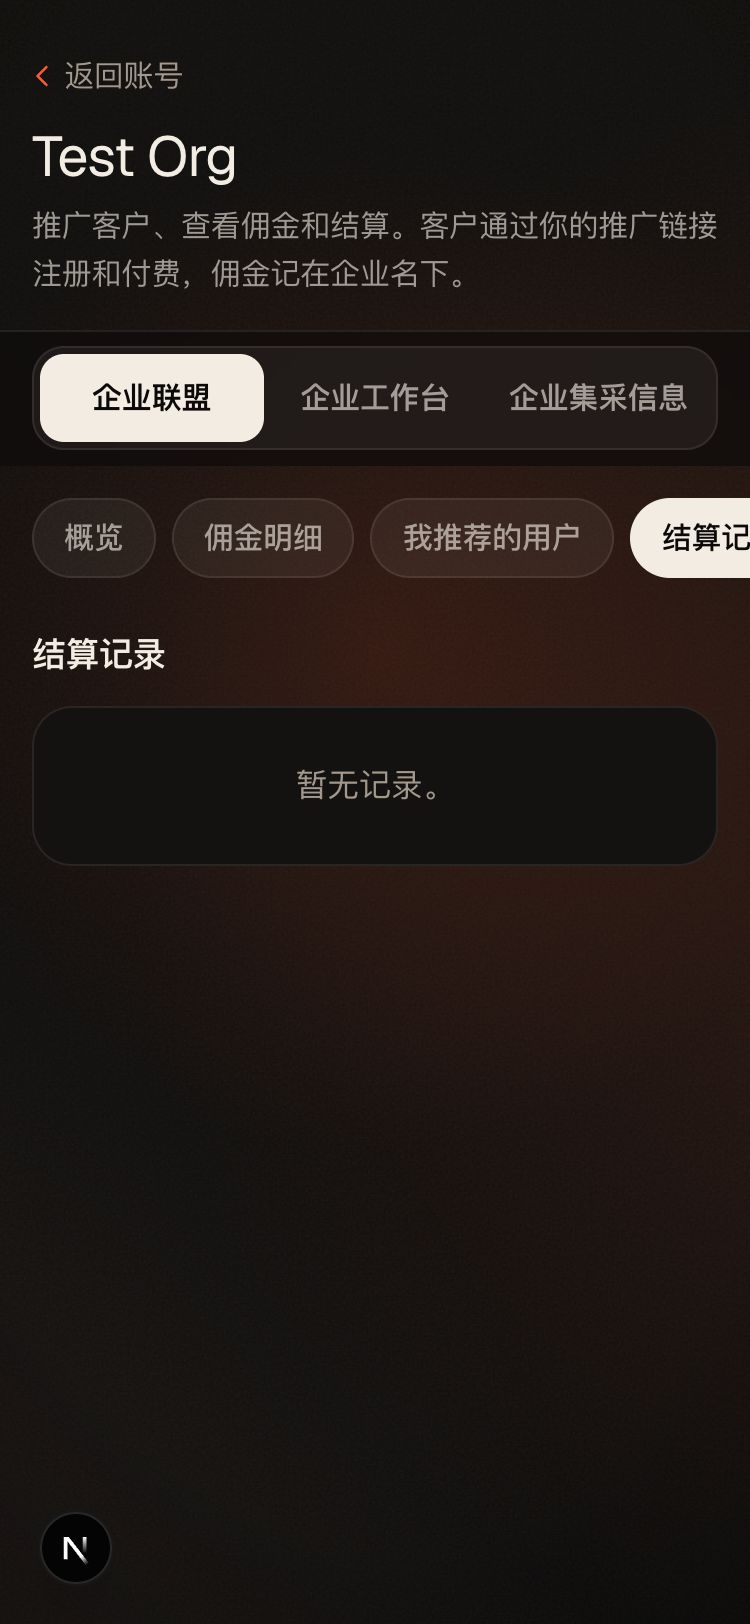 返回账号
Test Org
推广客户、查看佣金和结算。客户通过你的推广链接
注册和付费，佣金记在企业名下。
企业联盟 企业工作台 企业集采信息
概览 佣金明细 我推荐的用户 结算记
结算记录
暂无记录。
N